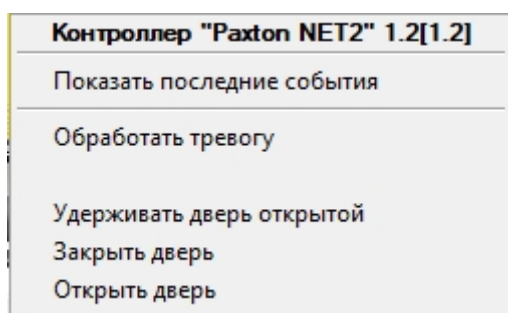 Контроллер "Paxton NET2" 1.2[1.2]
Показать последние события
Обработать тревогу
Удерживать дверь открытой
Закрыть дверь
Открыть дверь